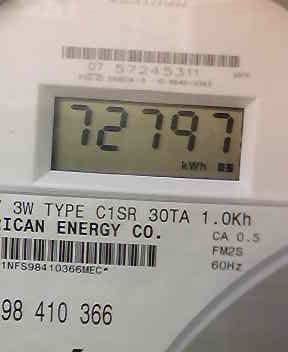 07 57245311
72797
kWh
3W TYPE C1SR 30TA 1.0Kh
RICAN ENERGY CO.
CA 0.5
FM2S
1NFS98410366MEC*
60Hz
98 410 366